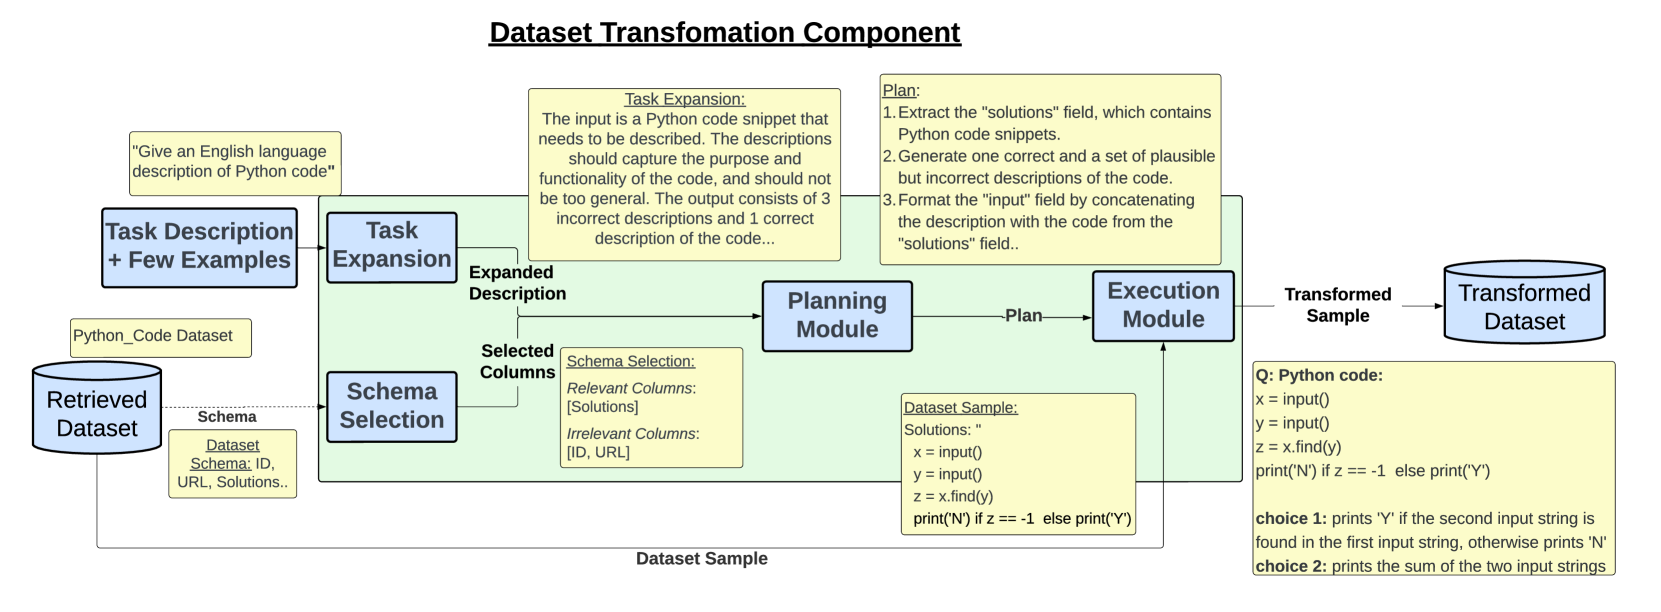 Dataset Transfomation Component
"Give an English language
description of Python code"
Task Description
+ Few Examples
Task
Expansion
Task Expansion:
The input is a Python code snippet that
needs to be described. The descriptions
should capture the purpose and
functionality of the code, and should not
be too general. The output consists of 3
incorrect descriptions and 1 correct
description of the code...
Plan:
1. Extract the "solutions" field, which contains
Python code snippets.
2. Generate one correct and a set of plausible
but incorrect descriptions of the code.
3. Format the "input" field by concatenating
the description with the code from the
"solutions" field..
Expanded
Description
Planning
Module
Plan
Execution
Module
Transformed
Sample
Transformed
Dataset
Python_Code Dataset
Retrieved
Dataset
Schema
Dataset
Schema: ID,
URL, Solutions..
Schema
Selection
Selected
Columns
Schema Selection:
Relevant Columns:
[Solutions]
Irrelevant Columns:
[ID, URL]
Dataset Sample:
Solutions: "
x = input()
y = input()
z = x.find(y)
print('N') if z == -1  else print('Y')
Dataset Sample
Q: Python code:
x = input()
y = input()
z = x.find(y)
print('N') if z == -1  else print('Y')
choice 1: prints 'Y' if the second input string is
found in the first input string, otherwise prints 'N'
choice 2: prints the sum of the two input strings